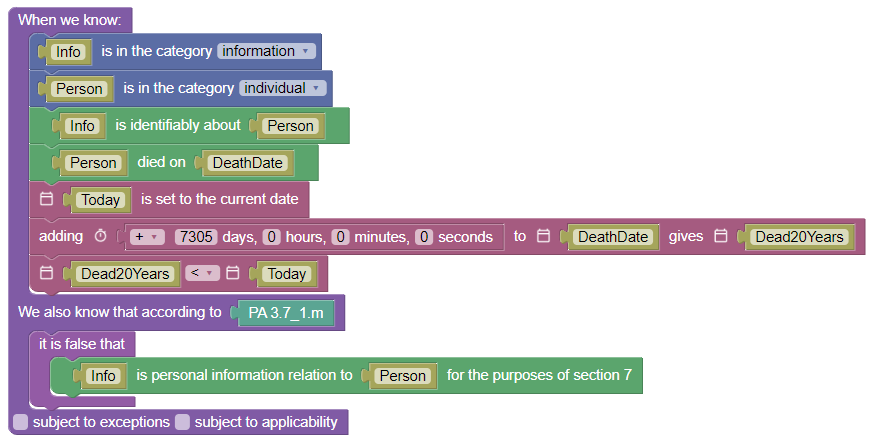 When we know:
Info is in the category information
Person is in the category individual
Info is identifiably about Person
Person died on DeathDate
Today is set to the current date
adding + 7305 days, 0 hours, 0 minutes, 0 seconds to DeathDate gives Dead20Years
Dead20Years < Today
We also know that according to PA 3.7_1.m
it is false that
Info is personal information relation to Person for the purposes of section 7
subject to exceptions subject to applicability